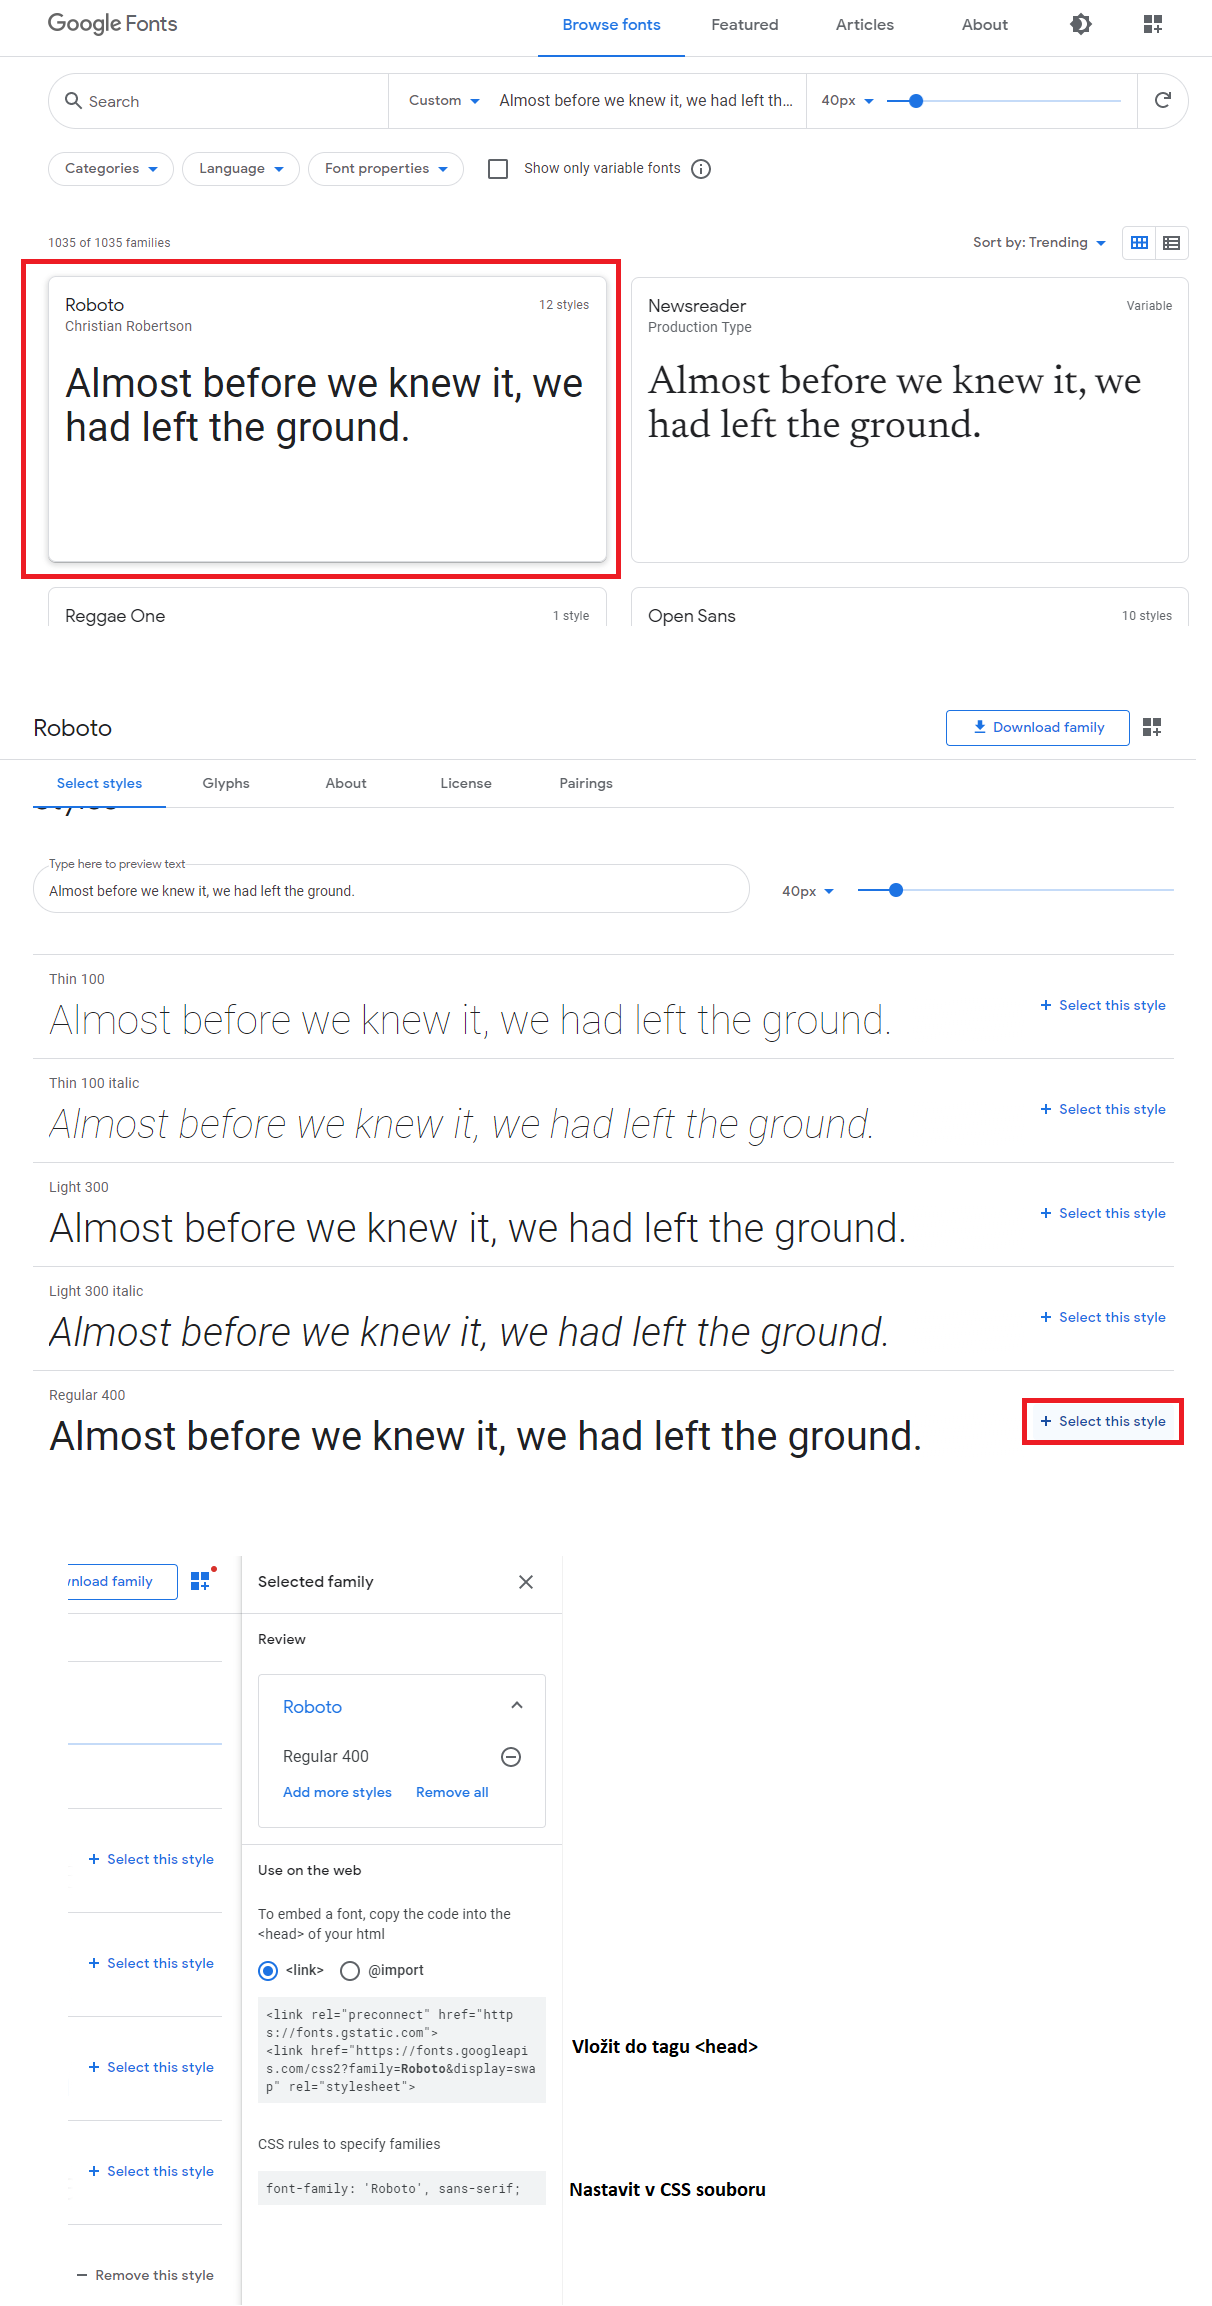 Google Fonts
Browse fonts
Featured
Articles
About
Search
Custom
Almost before we knew it, we had left th...
40px
Categories
Language
Font properties
Show only variable fonts
1035 of 1035 families
Sort by: Trending
Roboto
12 styles
Christian Robertson
Almost before we knew it, we
had left the ground.
Newsreader
Variable
Production Type
Almost before we knew it, we
had left the ground.
Reggae One
1 style
Open Sans
10 styles
Roboto
Download family
Select styles
Glyphs
About
License
Pairings
Type here to preview text
Almost before we knew it, we had left the ground.
40px
Thin 100
Almost before we knew it, we had left the ground.
+ Select this style
Thin 100 italic
Almost before we knew it, we had left the ground.
+ Select this style
Light 300
Almost before we knew it, we had left the ground.
+ Select this style
Light 300 italic
Almost before we knew it, we had left the ground.
+ Select this style
Regular 400
Almost before we knew it, we had left the ground.
+ Select this style
wnload family
+ Select this style
+ Select this style
+ Select this style
+ Select this style
− Remove this style
Selected family
Review
Roboto
Regular 400
Add more styles
Remove all
Use on the web
To embed a font, copy the code into the
<head> of your html
<link>
@import
<link rel="preconnect" href="http
s://fonts.gstatic.com">
<link href="https://fonts.googleapi
s.com/css2?family=Roboto&display=swa
p" rel="stylesheet">
Vložit do tagu <head>
CSS rules to specify families
font-family: 'Roboto', sans-serif;
Nastavit v CSS souboru